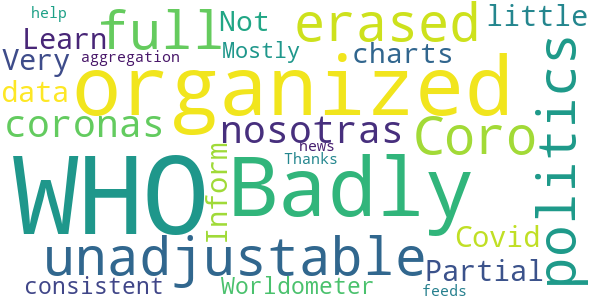 help
full
Not
erased
little
Learn
Mostly
charts
Very
aggregation
organized
politics
data
coronas
nosotras
Coro
WHO
Inform
news
Thanks
Badly
unadjustable
Covid
Partial
consistent
Worldometer
feeds